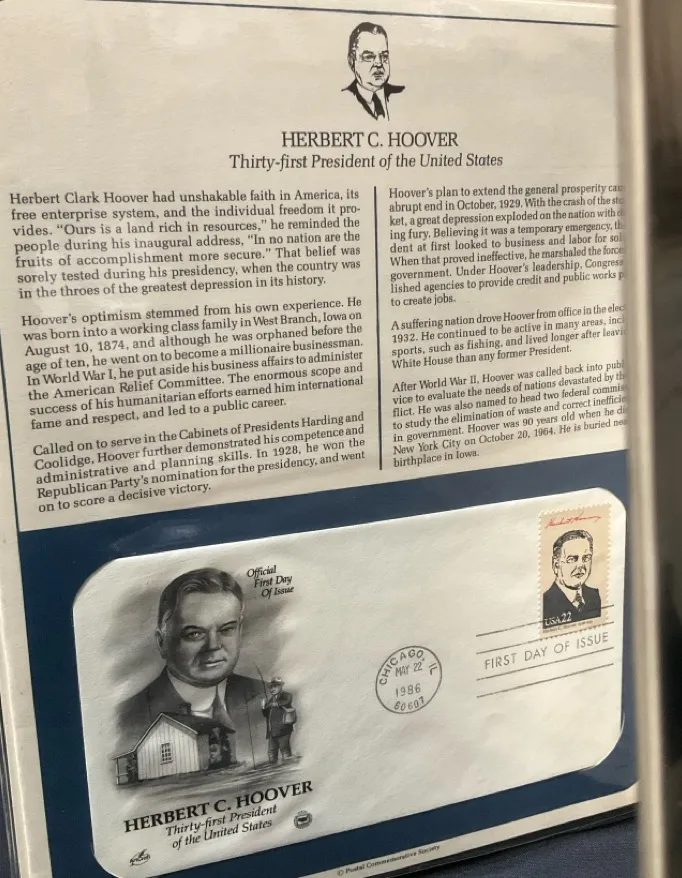 HERBERT C. HOOVER
Thirty-first President of the United States
Herbert Clark Hoover had unshakable faith in America, its
free enterprise system, and the individual freedom it pro-
vides. “Ours is a land rich in resources,” he reminded the
people during his inaugural address, “In no nation are the
fruits of accomplishment more secure.” That belief was
sorely tested during his presidency, when the country was
in the throes of the greatest depression in its history.
Hoover's optimism stemmed from his own experience. He
was born into a working class family in West Branch, Iowa on
August 10, 1874, and although he was orphaned before the
age of ten, he went on to become a millionaire businessman.
In World War I, he put aside his business affairs to administer
the American Relief Committee. The enormous scope and
success of his humanitarian efforts earned him international
fame and respect, and led to a public career.
Called on to serve in the Cabinets of Presidents Harding and
Coolidge, Hoover further demonstrated his competence and
administrative and planning skills. In 1928, he won the
Republican Party's nomination for the presidency, and went
on to score a decisive victory.
Hoover's plan to extend the general prosperity
abrupt end in October, 1929. With the crash of the
ket, a great depression exploded on the nation with
ing fury. Believing it was a temporary emergency,
dent at first looked to business and labor for
When that proved ineffective, he marshaled the
government. Under Hoover's leadership, Congress
lished agencies to provide credit and public works
to create jobs.
A suffering nation drove Hoover from office in the
1932. He continued to be active in many areas,
sports, such as fishing, and lived longer after
White House than any former President.
After World War II, Hoover was called back into
vice to evaluate the needs of nations devastated by
flict. He was also named to head two federal
to study the elimination of waste and correct
in government. Hoover was 90 years old when he
New York City on October 20, 1964. He is buried
birthplace in Iowa.
Official
First Day
Of Issue
Herbert Hoover
USA 22
CHICAGO, IL
MAY 22
1986
60607
FIRST DAY OF ISSUE
HERBERT C. HOOVER
Thirty-first President
of the United States
ArtCraft
© Postal Commemorative Society